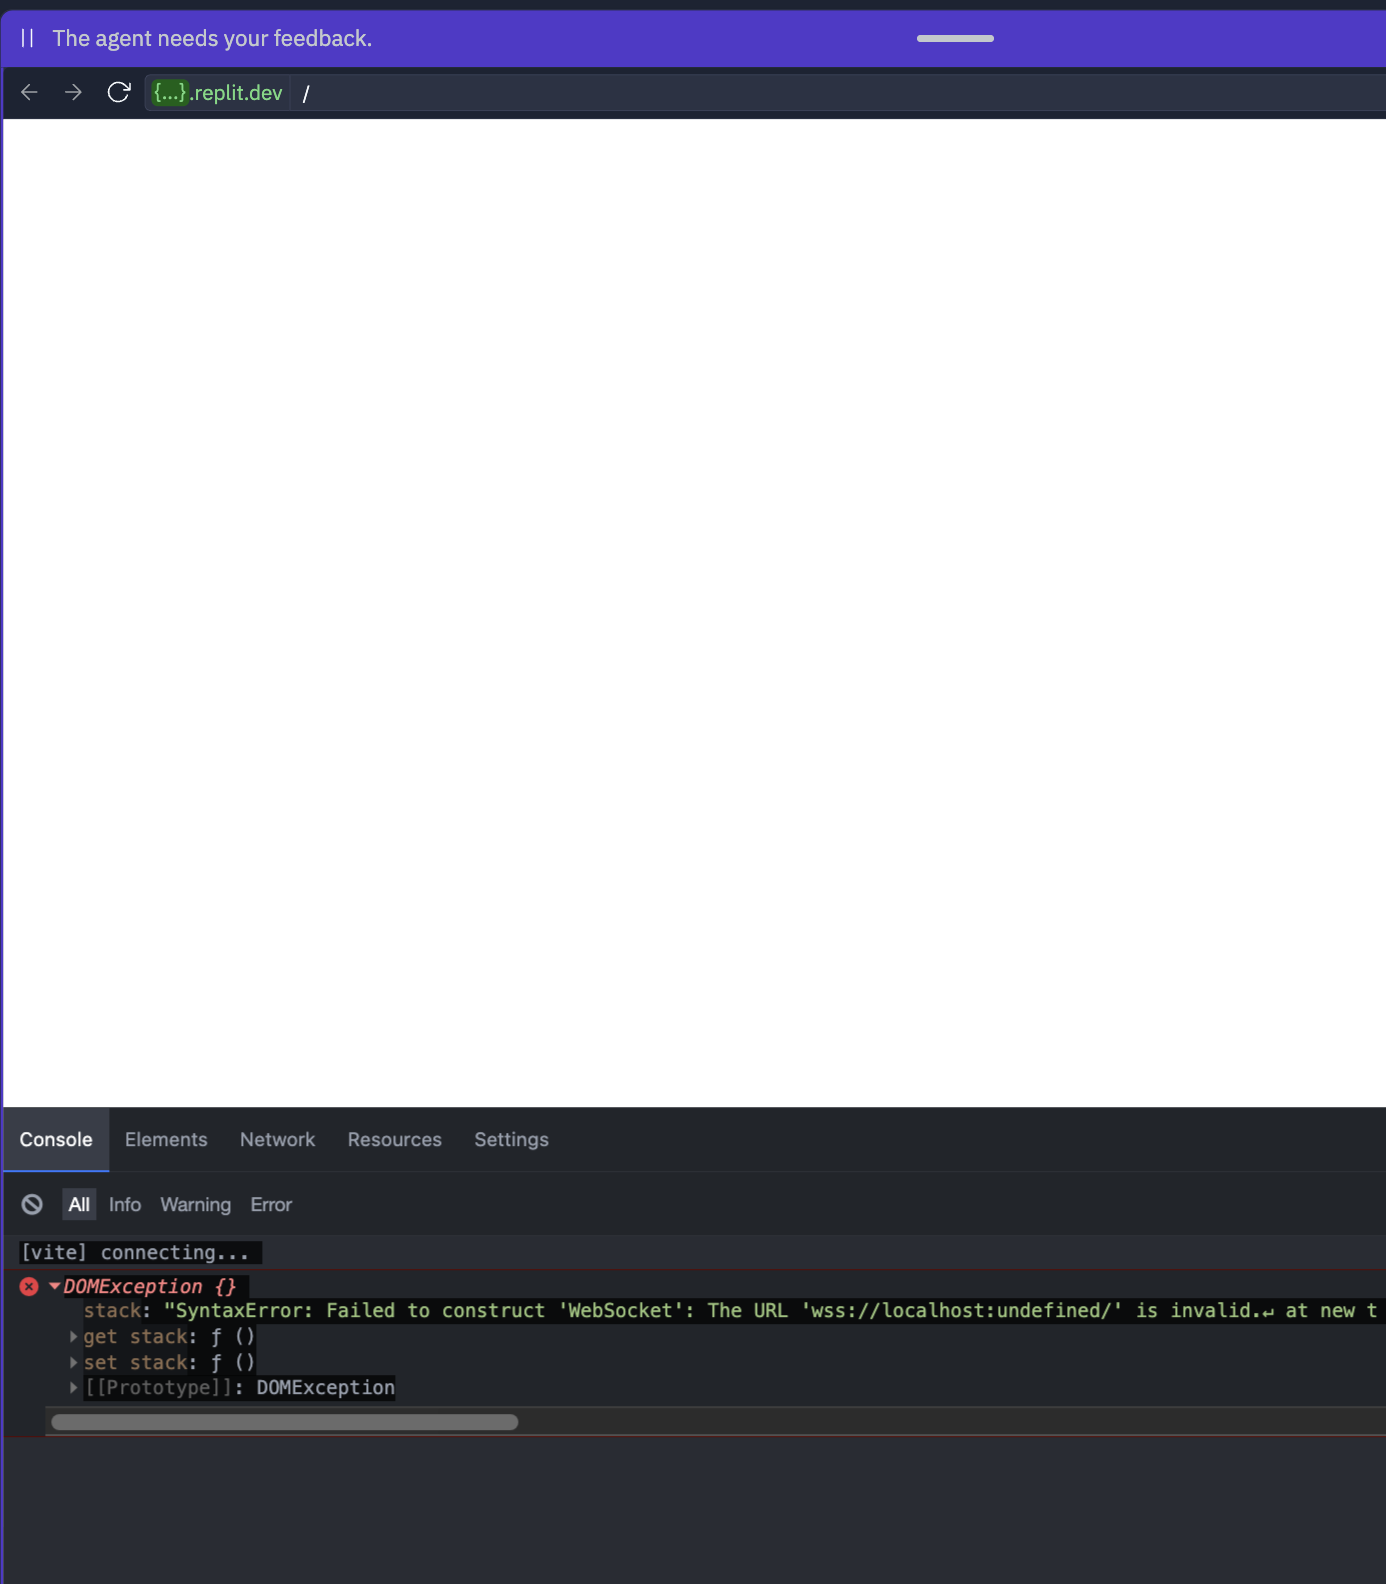 The agent needs your feedback.
{...}.replit.dev /
Console Elements Network Resources Settings
All Info Warning Error
[vite] connecting...
DOMException {}
stack: "SyntaxError: Failed to construct 'WebSocket': The URL 'wss://localhost:undefined/' is invalid.↵ at new t
get stack: ƒ ()
set stack: ƒ ()
[[Prototype]]: DOMException